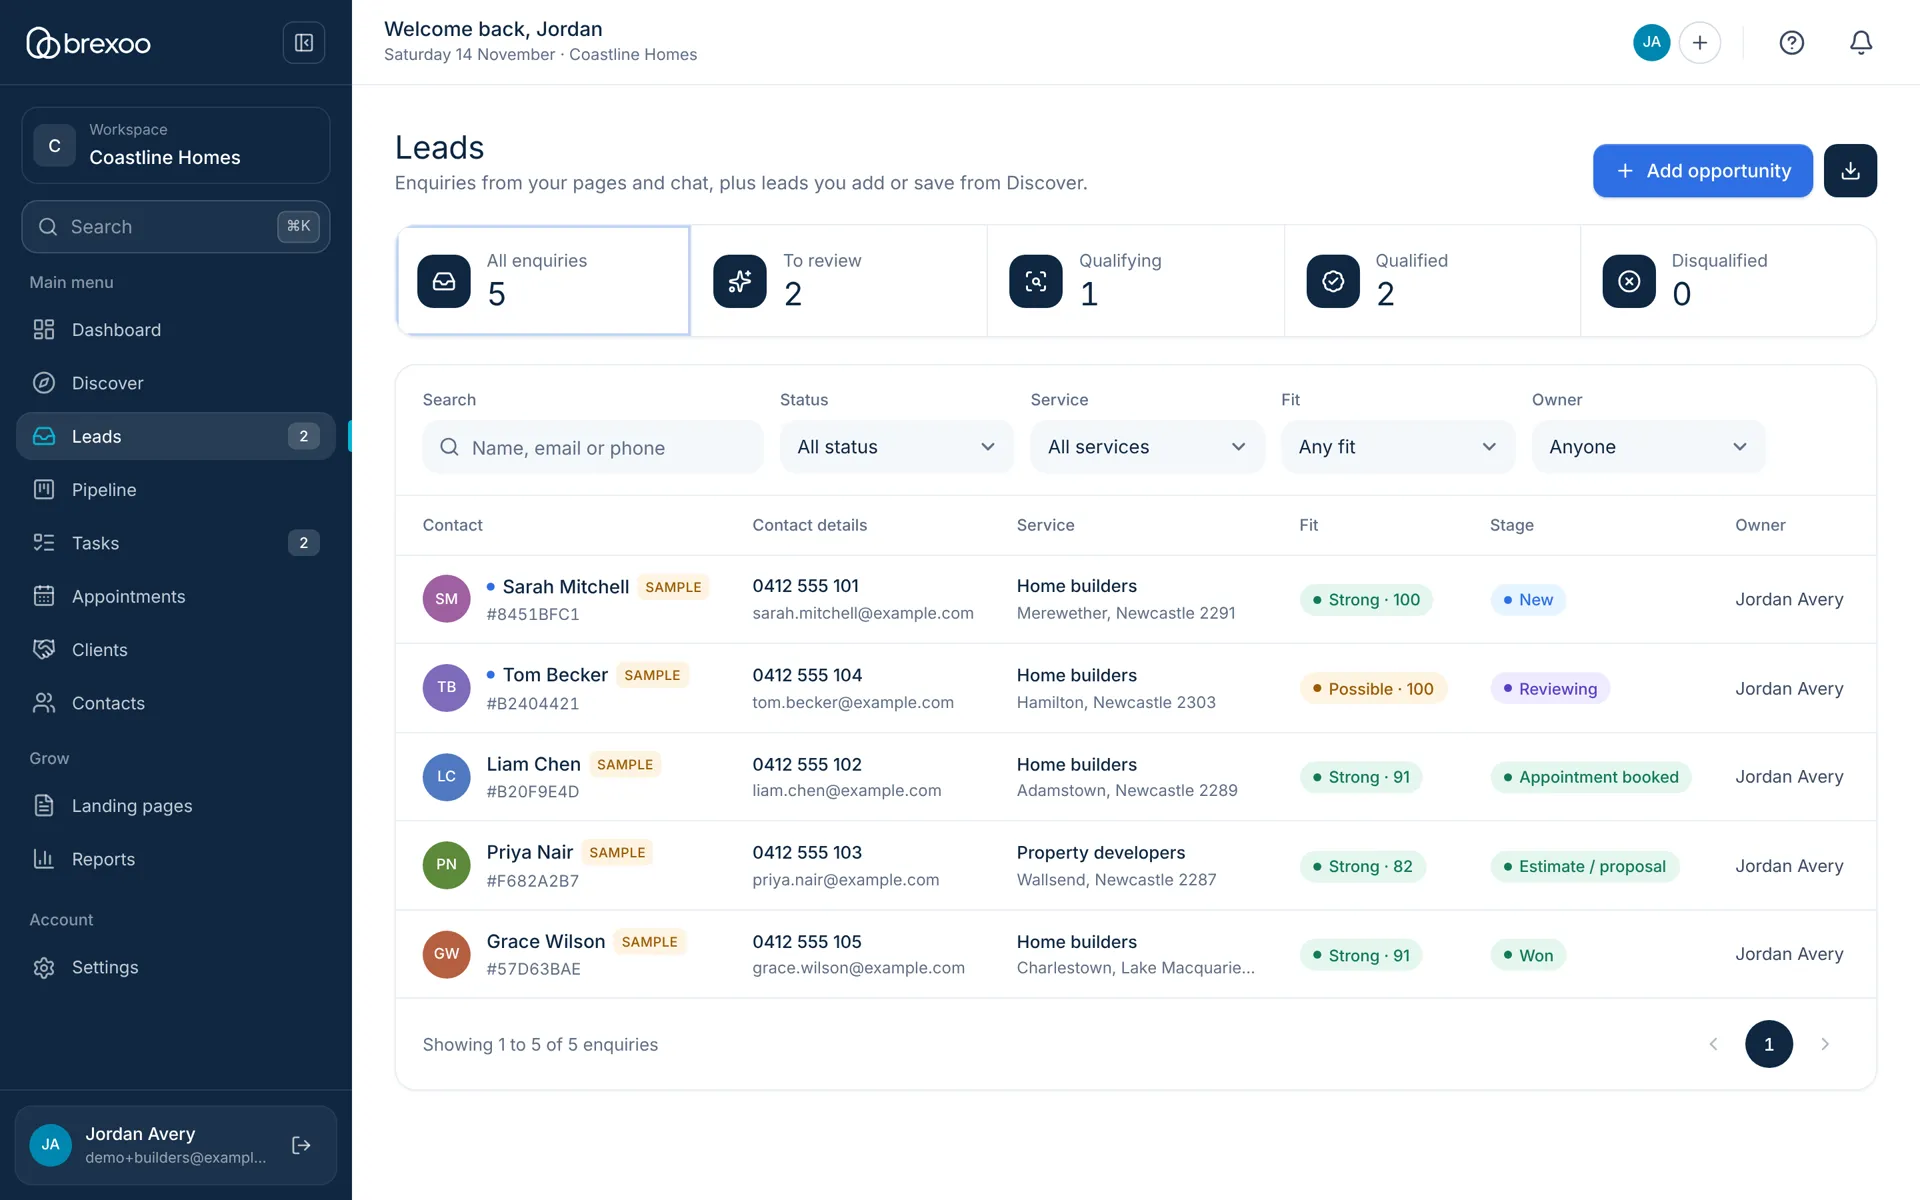 brexoo
Workspace
C
Coastline Homes
Search
⌘K
Main menu
Dashboard
Discover
Leads
2
Pipeline
Tasks
2
Appointments
Clients
Contacts
Grow
Landing pages
Reports
Account
Settings
JA
Jordan Avery
demo+builders@exampl...
Welcome back, Jordan
Saturday 14 November · Coastline Homes
JA
Leads
Enquiries from your pages and chat, plus leads you add or save from Discover.
+ Add opportunity
All enquiries
5
To review
2
Qualifying
1
Qualified
2
Disqualified
0
Search Status Service Fit Owner
Name, email or phone All status All services Any fit Anyone
Contact Contact details Service Fit Stage Owner
SM Sarah Mitchell SAMPLE 0412 555 101 Home builders Strong · 100 New Jordan Avery
#8451BFC1 sarah.mitchell@example.com Merewether, Newcastle 2291
TB Tom Becker SAMPLE 0412 555 104 Home builders Possible · 100 Reviewing Jordan Avery
#B2404421 tom.becker@example.com Hamilton, Newcastle 2303
LC Liam Chen SAMPLE 0412 555 102 Home builders Strong · 91 Appointment booked Jordan Avery
#B20F9E4D liam.chen@example.com Adamstown, Newcastle 2289
PN Priya Nair SAMPLE 0412 555 103 Property developers Strong · 82 Estimate / proposal Jordan Avery
#F682A2B7 priya.nair@example.com Wallsend, Newcastle 2287
GW Grace Wilson SAMPLE 0412 555 105 Home builders Strong · 91 Won Jordan Avery
#57D63BAE grace.wilson@example.com Charlestown, Lake Macquarie...
Showing 1 to 5 of 5 enquiries
1